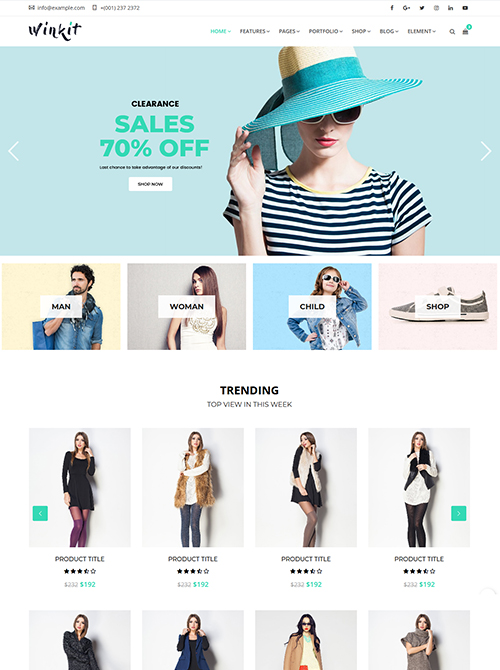 info@example.com +(001) 237 2372
winkit
HOME FEATURES PAGES PORTFOLIO SHOP BLOG ELEMENT
0
CLEARANCE
SALES
70% OFF
Last chance to take advantage of our discounts!
SHOP NOW
MAN WOMAN CHILD SHOP
TRENDING
TOP VIEW IN THIS WEEK
PRODUCT TITLE PRODUCT TITLE PRODUCT TITLE PRODUCT TITLE
$232 $192 $232 $192 $232 $192 $232 $192